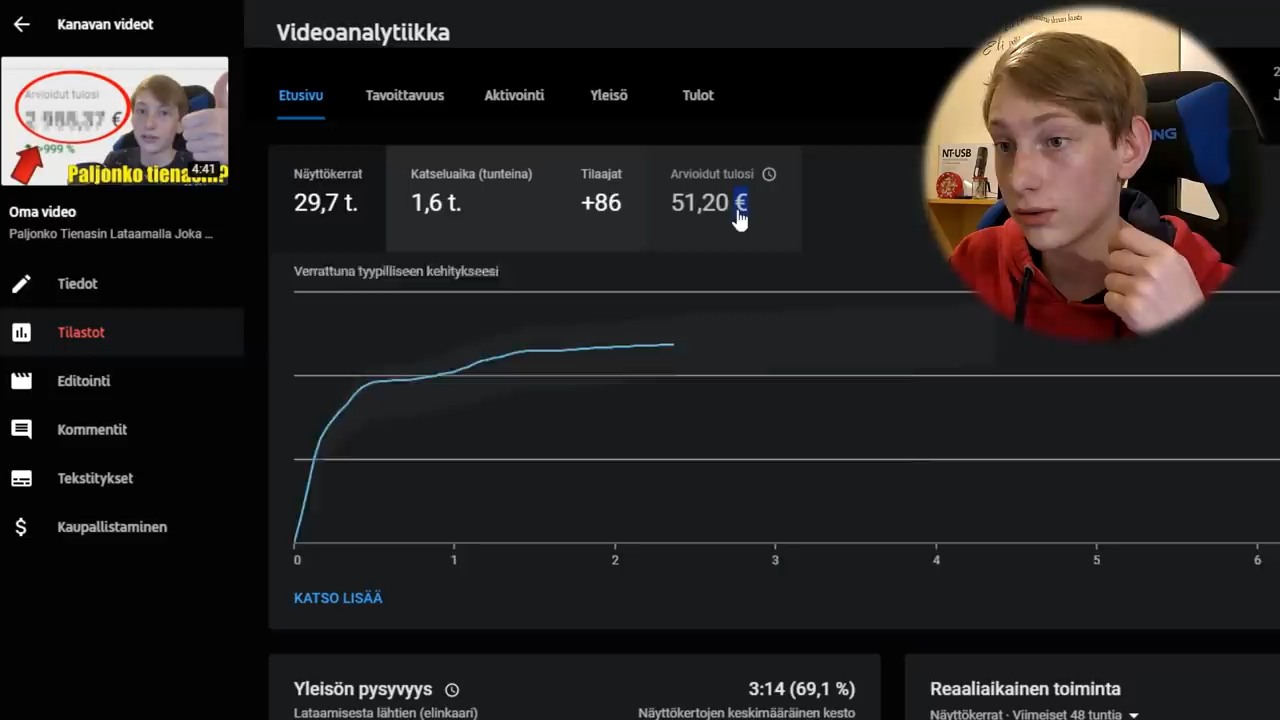 Kanavan videot
Arvioidut tulosi
>999 %
Paljonko tienasin?
4:41
Oma video
Paljonko Tienasin Lataamalla Joka ...
Tiedot
Tilastot
Editointi
Kommentit
Tekstitykset
Kaupallistaminen
Videoanalytiikka
Etusivu
Tavoittavuus
Aktivointi
Yleisö
Tulot
Näyttökerrat
29,7 t.
Katseluaika (tunteina)
1,6 t.
Tilaajat
+86
Arvioidut tulosi
51,20 €
Verrattuna tyypilliseen kehitykseesi
0 1 2 3 4 5 6
KATSO LISÄÄ
Yleisön pysyvyys
3:14 (69,1 %)
Lataamisesta lähtien (elinkaari)
Näyttökertojen keskimääräinen kesto
Reaaliaikainen toiminta
Näyttökerrat · Viimeiset 48 tuntia
NT-USB